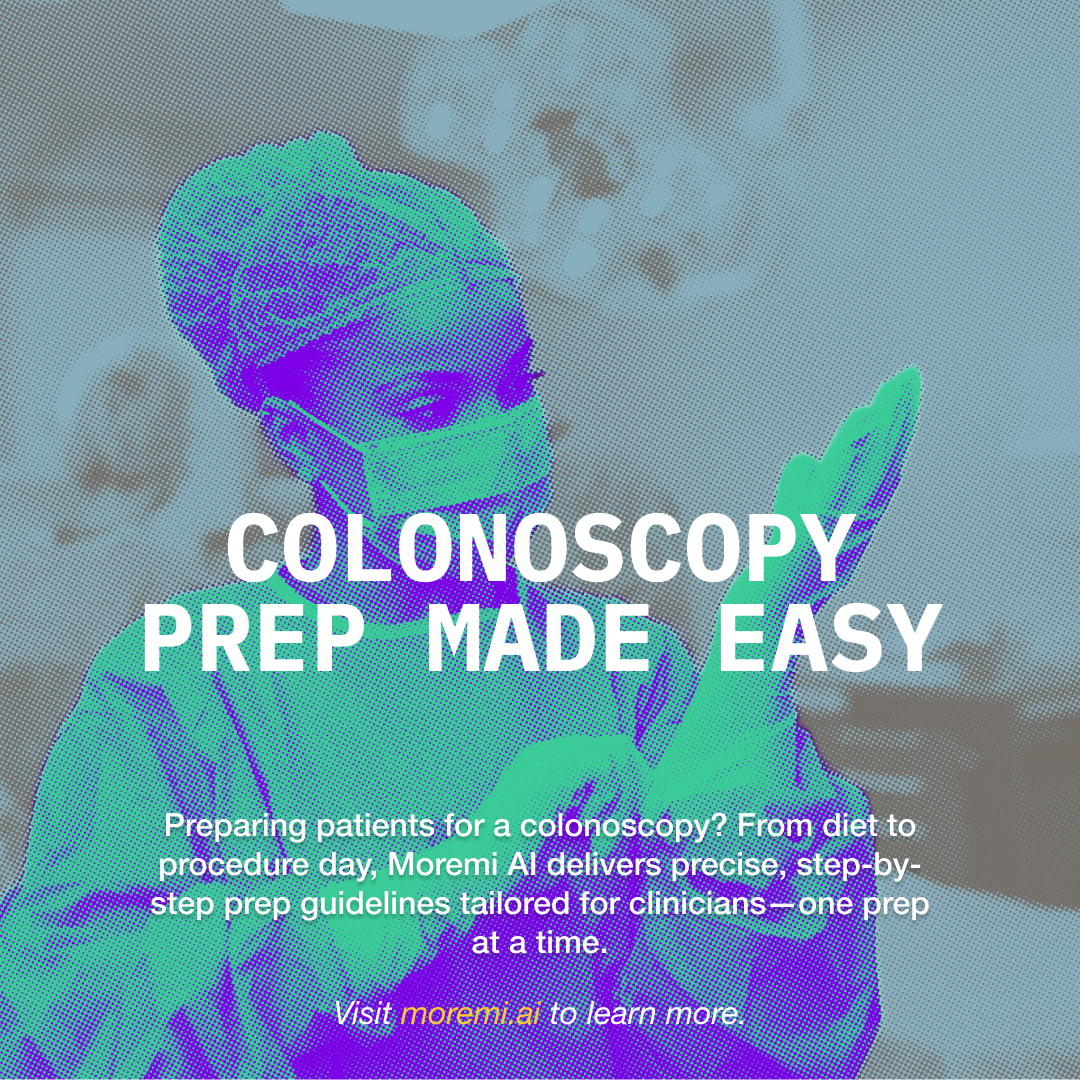 COLONOSCOPY
PREP MADE EASY
Preparing patients for a colonoscopy? From diet to
procedure day, Moremi AI delivers precise, step-by-
step prep guidelines tailored for clinicians—one prep
at a time.
Visit moremi.ai to learn more.